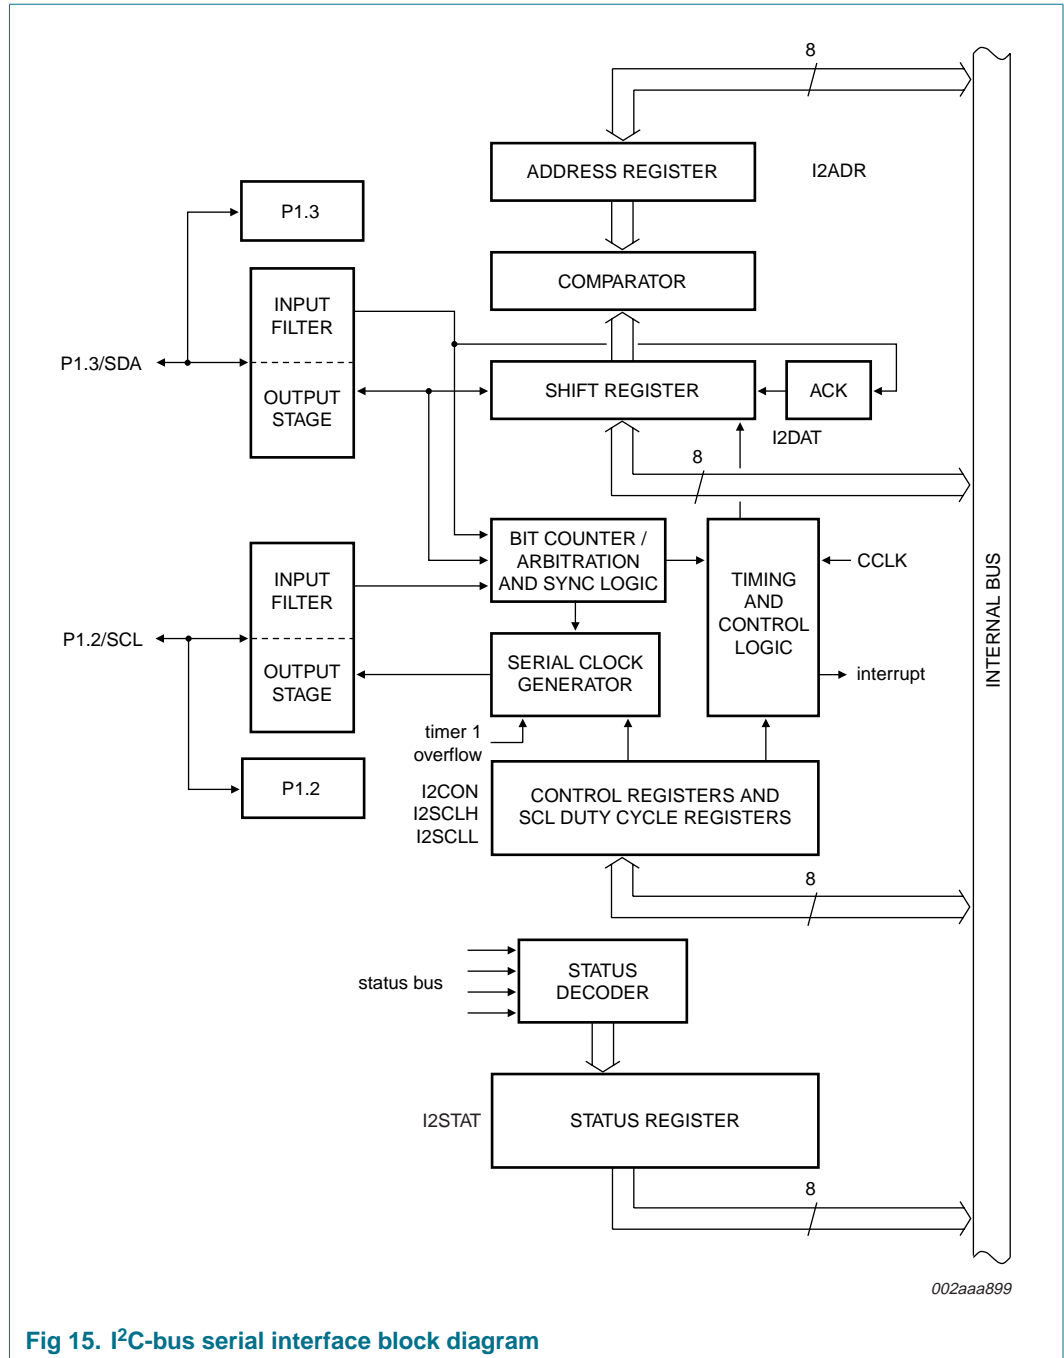 8
ADDRESS REGISTER
I2ADR
P1.3
COMPARATOR
INPUT
FILTER
P1.3/SDA
OUTPUT
STAGE
SHIFT REGISTER
ACK
I2DAT
8
BIT COUNTER /
ARBITRATION
AND SYNC LOGIC
INPUT
FILTER
TIMING
AND
CONTROL
LOGIC
CCLK
INTERNAL BUS
P1.2/SCL
OUTPUT
STAGE
SERIAL CLOCK
GENERATOR
interrupt
timer 1
overflow
P1.2
I2CON
I2SCLH
I2SCLL
CONTROL REGISTERS AND
SCL DUTY CYCLE REGISTERS
8
status bus
STATUS
DECODER
I2STAT
STATUS REGISTER
8
002aaa899
Fig 15. I²C-bus serial interface block diagram